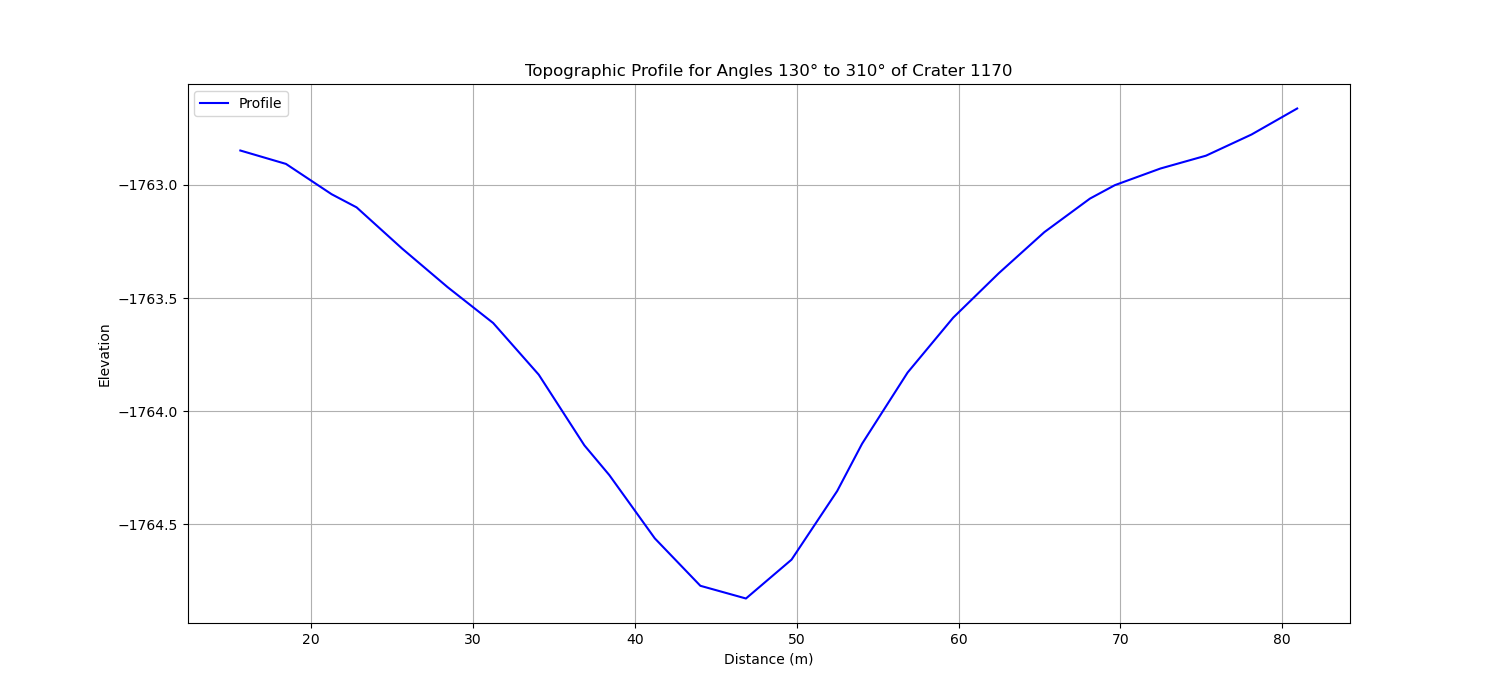 Topographic Profile for Angles 130° to 310° of Crater 1170
Profile
−1763.0
−1763.5
−1764.0
−1764.5
Elevation
20 30 40 50 60 70 80
Distance (m)